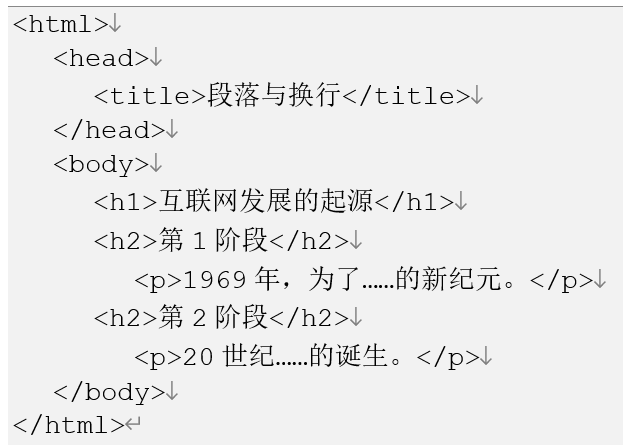 <html>↓
<head>↓
<title>段落与换行</title>↓
</head>↓
<body>↓
<h1>互联网发展的起源</h1>↓
<h2>第 1 阶段</h2>↓
<p>1969 年，为了……的新纪元。</p>↓
<h2>第 2 阶段</h2>↓
<p>20 世纪……的诞生。</p>↓
</body>↓
</html>↵